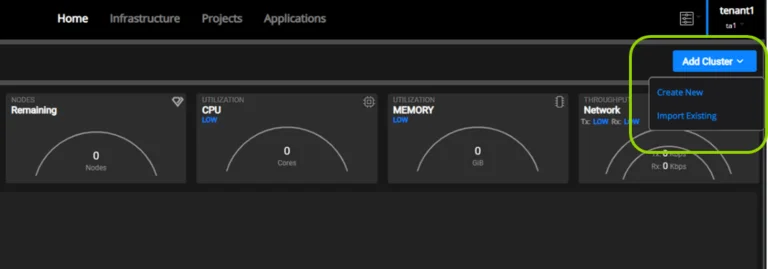 Home Infrastructure Projects Applications
tenant1
ta1
Add Cluster
Create New
Import Existing
NODES
Remaining
0
Nodes
UTILIZATION
CPU
LOW
0
Cores
UTILIZATION
MEMORY
LOW
0
GiB
THROUGHPUT
Network
Tx: LOW Rx: LOW
Tx: 0 Kbps
Rx: 0 Kbps